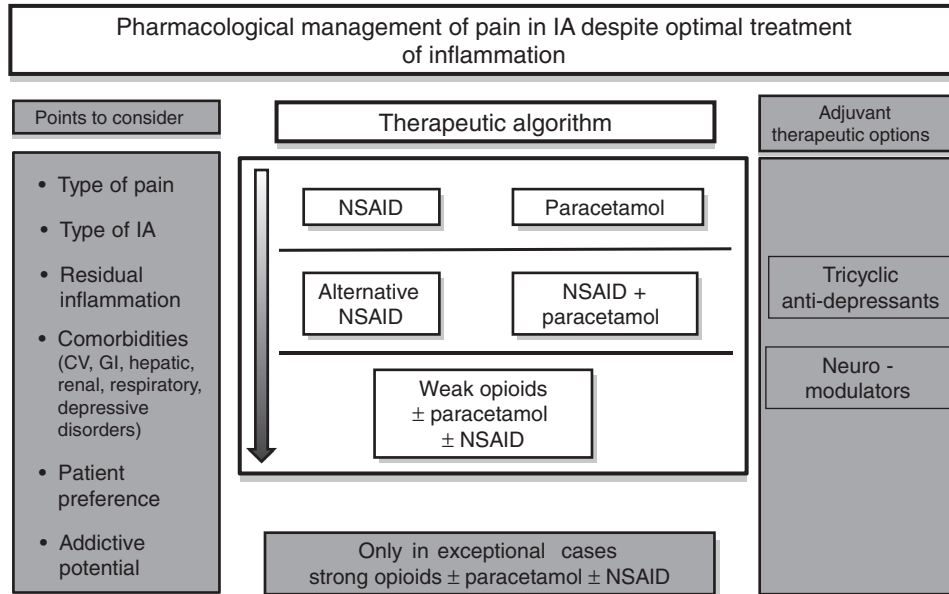 Pharmacological management of pain in IA despite optimal treatment
of inflammation
Points to consider
• Type of pain
• Type of IA
• Residual
inflammation
• Comorbidities
(CV, GI, hepatic,
renal, respiratory,
depressive
disorders)
• Patient
preference
• Addictive
potential
Therapeutic algorithm
NSAID
Paracetamol
Alternative
NSAID
NSAID +
paracetamol
Weak opioids
± paracetamol
± NSAID
Only in exceptional cases
strong opioids ± paracetamol ± NSAID
Adjuvant
therapeutic options
Tricyclic
anti-depressants
Neuro -
modulators